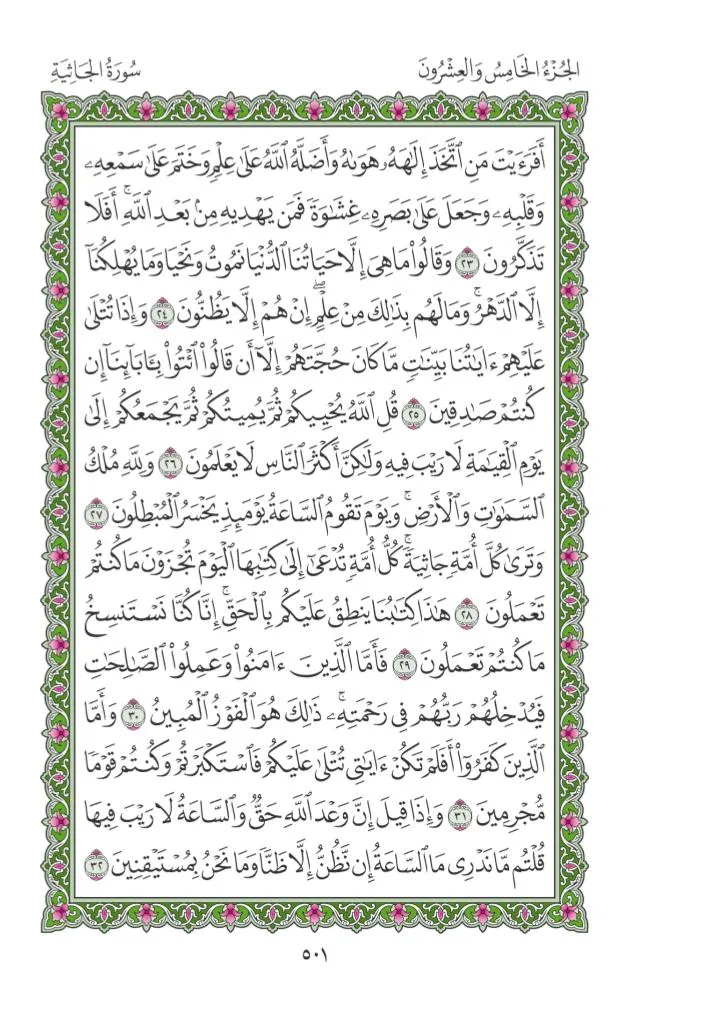 الجُزْءُ الخَامِسُ وَالعِشْرُونَ سُورَةُ الجَاثِيَةِ
أَفَرَءَيْتَ مَنِ ٱتَّخَذَ إِلَٰهَهُۥ هَوَىٰهُ وَأَضَلَّهُ ٱللَّهُ عَلَىٰ عِلْمٖ وَخَتَمَ عَلَىٰ سَمْعِهِۦ
وَقَلْبِهِۦ وَجَعَلَ عَلَىٰ بَصَرِهِۦ غِشَٰوَةٗ فَمَن يَهْدِيهِ مِنۢ بَعْدِ ٱللَّهِۚ أَفَلَا
تَذَكَّرُونَ ٢٣ وَقَالُوا۟ مَا هِيَ إِلَّا حَيَاتُنَا ٱلدُّنْيَا نَمُوتُ وَنَحْيَا وَمَا يُهْلِكُنَآ
إِلَّا ٱلدَّهْرُۚ وَمَا لَهُم بِذَٰلِكَ مِنْ عِلْمٍۖ إِنْ هُمْ إِلَّا يَظُنُّونَ ٢٤ وَإِذَا تُتْلَىٰ
عَلَيْهِمْ ءَايَٰتُنَا بَيِّنَٰتٖ مَّا كَانَ حُجَّتَهُمْ إِلَّآ أَن قَالُوا۟ ٱئْتُوا۟ بِـَٔابَآئِنَآ إِن
كُنتُمْ صَٰدِقِينَ ٢٥ قُلِ ٱللَّهُ يُحْيِيكُمْ ثُمَّ يُمِيتُكُمْ ثُمَّ يَجْمَعُكُمْ إِلَىٰ
يَوْمِ ٱلْقِيَٰمَةِ لَا رَيْبَ فِيهِ وَلَٰكِنَّ أَكْثَرَ ٱلنَّاسِ لَا يَعْلَمُونَ ٢٦ وَلِلَّهِ مُلْكُ
ٱلسَّمَٰوَٰتِ وَٱلْأَرْضِۚ وَيَوْمَ تَقُومُ ٱلسَّاعَةُ يَوْمَئِذٖ يَخْسَرُ ٱلْمُبْطِلُونَ ٢٧
وَتَرَىٰ كُلَّ أُمَّةٖ جَاثِيَةٗۚ كُلُّ أُمَّةٖ تُدْعَىٰٓ إِلَىٰ كِتَٰبِهَا ٱلْيَوْمَ تُجْزَوْنَ مَا كُنتُمْ
تَعْمَلُونَ ٢٨ هَٰذَا كِتَٰبُنَا يَنطِقُ عَلَيْكُم بِٱلْحَقِّۚ إِنَّا كُنَّا نَسْتَنسِخُ
مَا كُنتُمْ تَعْمَلُونَ ٢٩ فَأَمَّا ٱلَّذِينَ ءَامَنُوا۟ وَعَمِلُوا۟ ٱلصَّٰلِحَٰتِ
فَيُدْخِلُهُمْ رَبُّهُمْ فِي رَحْمَتِهِۦۚ ذَٰلِكَ هُوَ ٱلْفَوْزُ ٱلْمُبِينُ ٣٠ وَأَمَّا
ٱلَّذِينَ كَفَرُوٓا۟ أَفَلَمْ تَكُنْ ءَايَٰتِي تُتْلَىٰ عَلَيْكُمْ فَٱسْتَكْبَرْتُمْ وَكُنتُمْ قَوْمٗا
مُّجْرِمِينَ ٣١ وَإِذَا قِيلَ إِنَّ وَعْدَ ٱللَّهِ حَقّٞ وَٱلسَّاعَةُ لَا رَيْبَ فِيهَا
قُلْتُم مَّا نَدْرِي مَا ٱلسَّاعَةُ إِن نَّظُنُّ إِلَّا ظَنّٗا وَمَا نَحْنُ بِمُسْتَيْقِنِينَ ٣٢
٥٠١